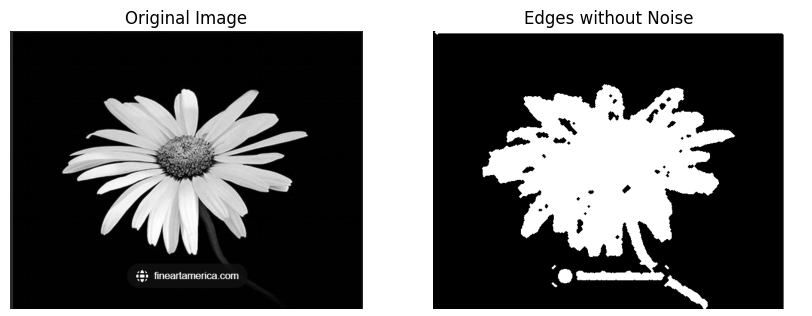 Original Image
Edges without Noise
fineartamerica.com